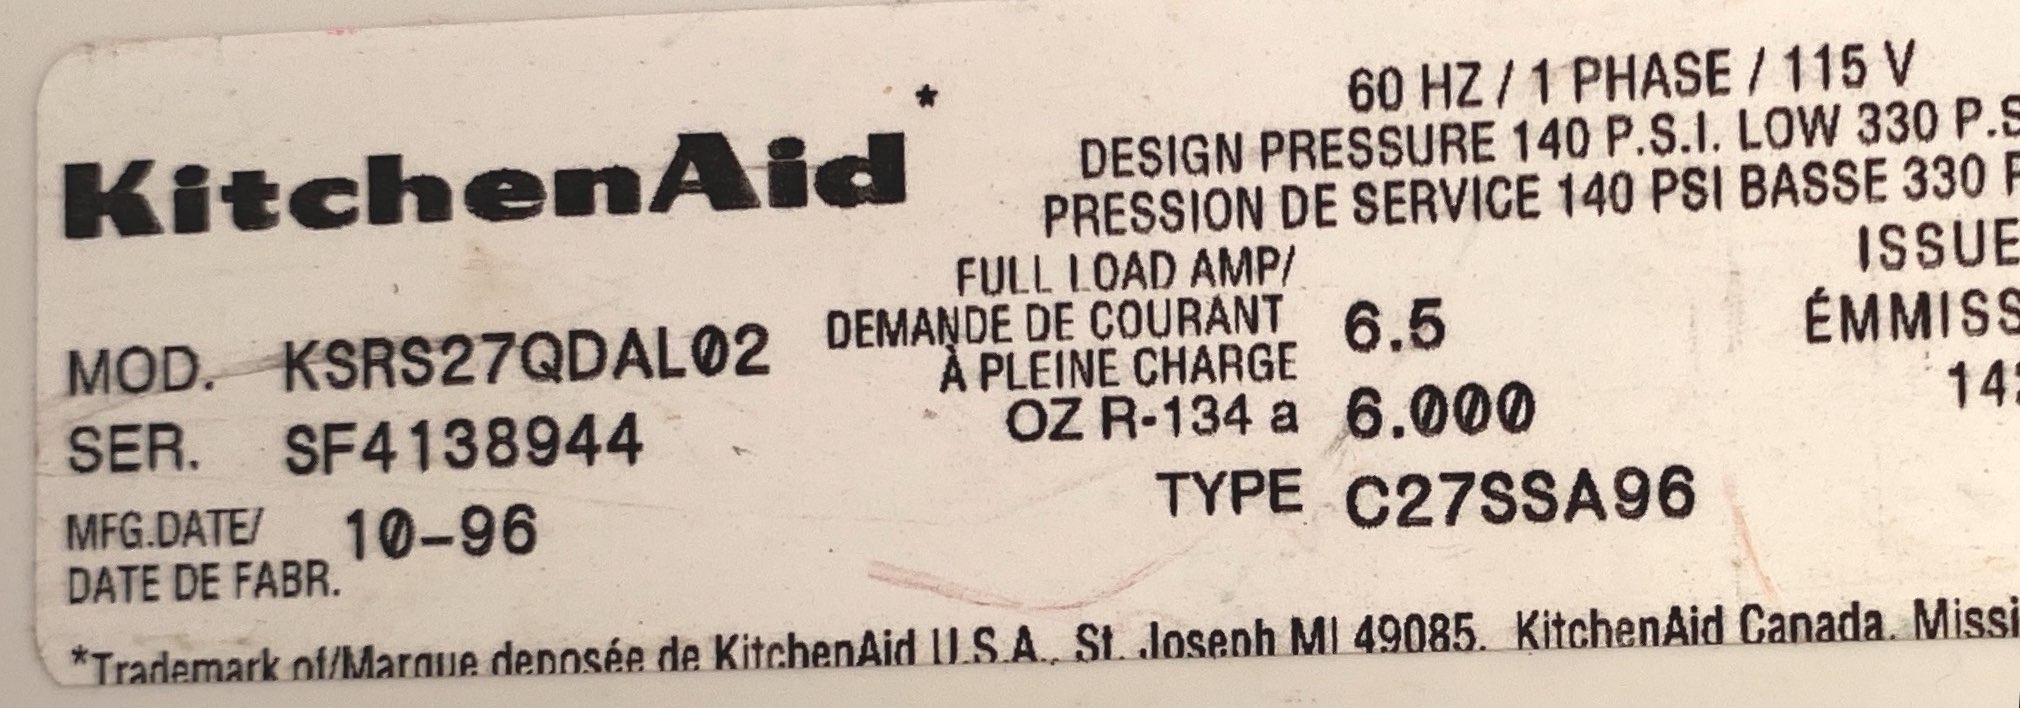 KitchenAid*
MOD. KSRS27QDAL02
SER. SF4138944
MFG.DATE/ 10-96
DATE DE FABR.
60 HZ / 1 PHASE / 115 V
DESIGN PRESSURE 140 P.S.I. LOW 330 P.S
PRESSION DE SERVICE 140 PSI BASSE 330 P
FULL LOAD AMP/
DEMANDE DE COURANT 6.5
À PLEINE CHARGE
OZ R-134 a 6.000
TYPE C27SSA96
ISSUE
ÉMMISS
14
*Trademark of/Marque deposée de KitchenAid U.S.A., St. Joseph MI 49085. KitchenAid Canada. Missi